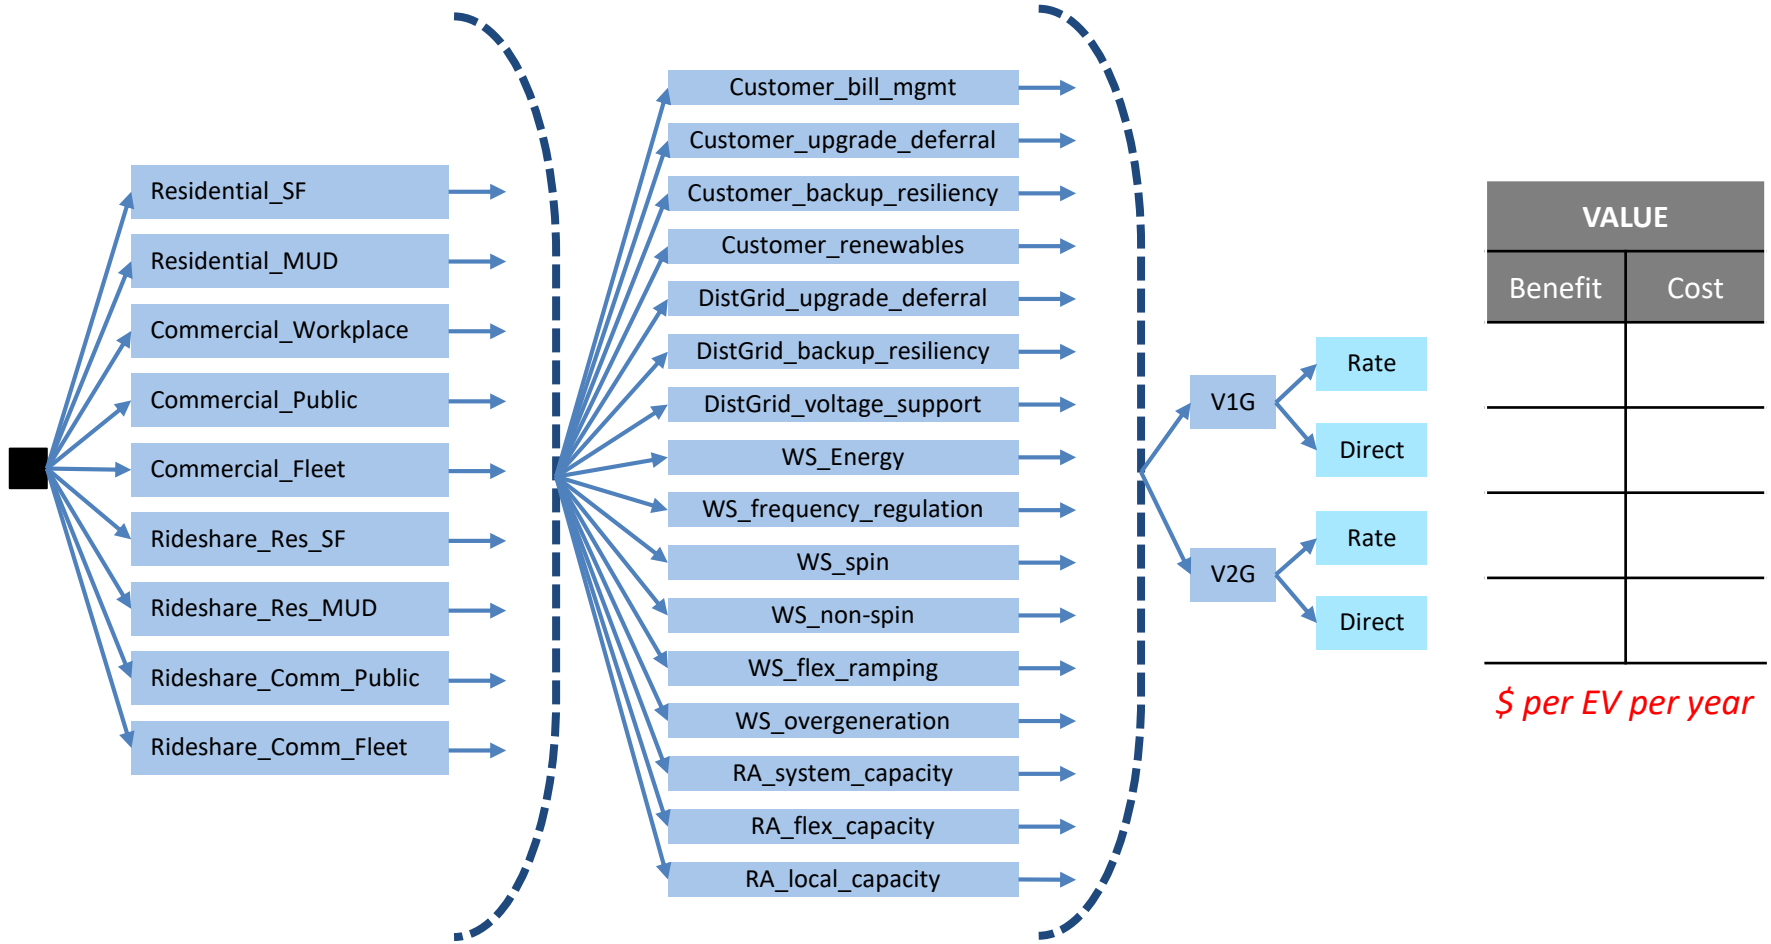 Residential_SF
Residential_MUD
Commercial_Workplace
Commercial_Public
Commercial_Fleet
Rideshare_Res_SF
Rideshare_Res_MUD
Rideshare_Comm_Public
Rideshare_Comm_Fleet
Customer_bill_mgmt
Customer_upgrade_deferral
Customer_backup_resiliency
Customer_renewables
DistGrid_upgrade_deferral
DistGrid_backup_resiliency
DistGrid_voltage_support
WS_Energy
WS_frequency_regulation
WS_spin
WS_non-spin
WS_flex_ramping
WS_overgeneration
RA_system_capacity
RA_flex_capacity
RA_local_capacity
V1G
V2G
Rate
Direct
Rate
Direct
VALUE
Benefit Cost
$ per EV per year